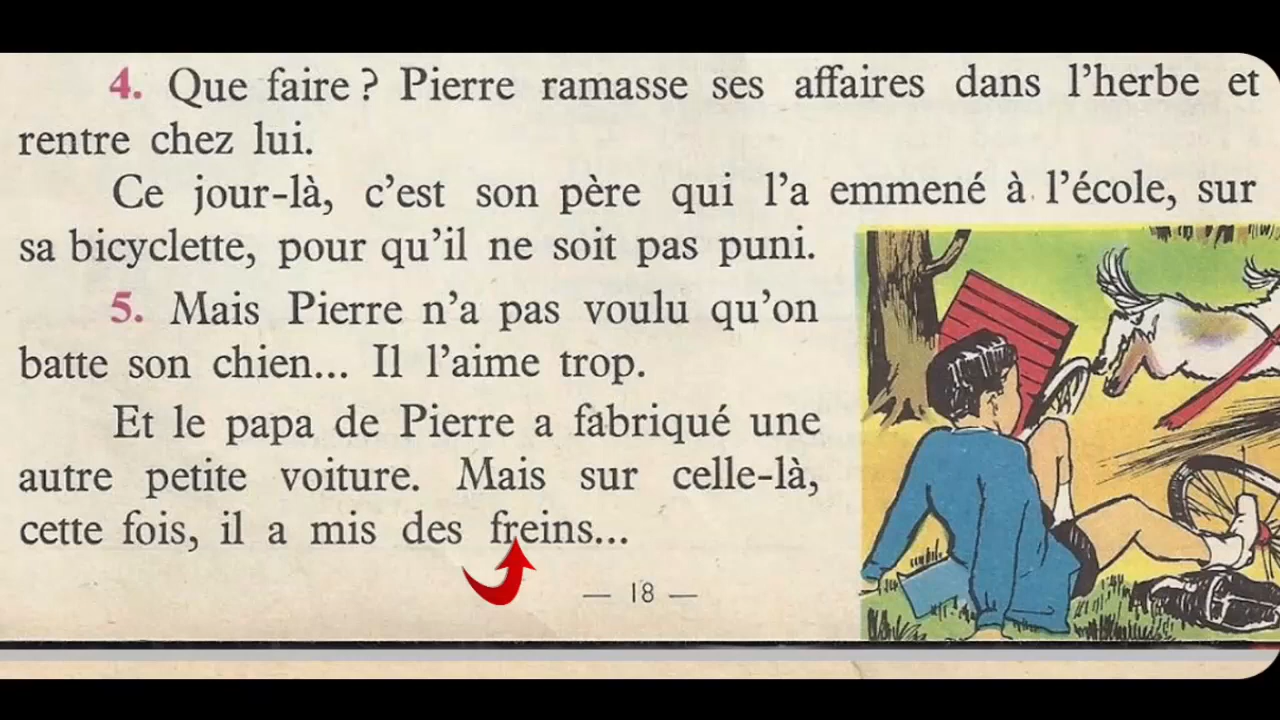 4. Que faire ? Pierre ramasse ses affaires dans l'herbe et
rentre chez lui.
Ce jour-là, c'est son père qui l'a emmené à l'école, sur
sa bicyclette, pour qu'il ne soit pas puni.
5. Mais Pierre n'a pas voulu qu'on
batte son chien... Il l'aime trop.
Et le papa de Pierre a fabriqué une
autre petite voiture. Mais sur celle-là,
cette fois, il a mis des freins...
— 18 —